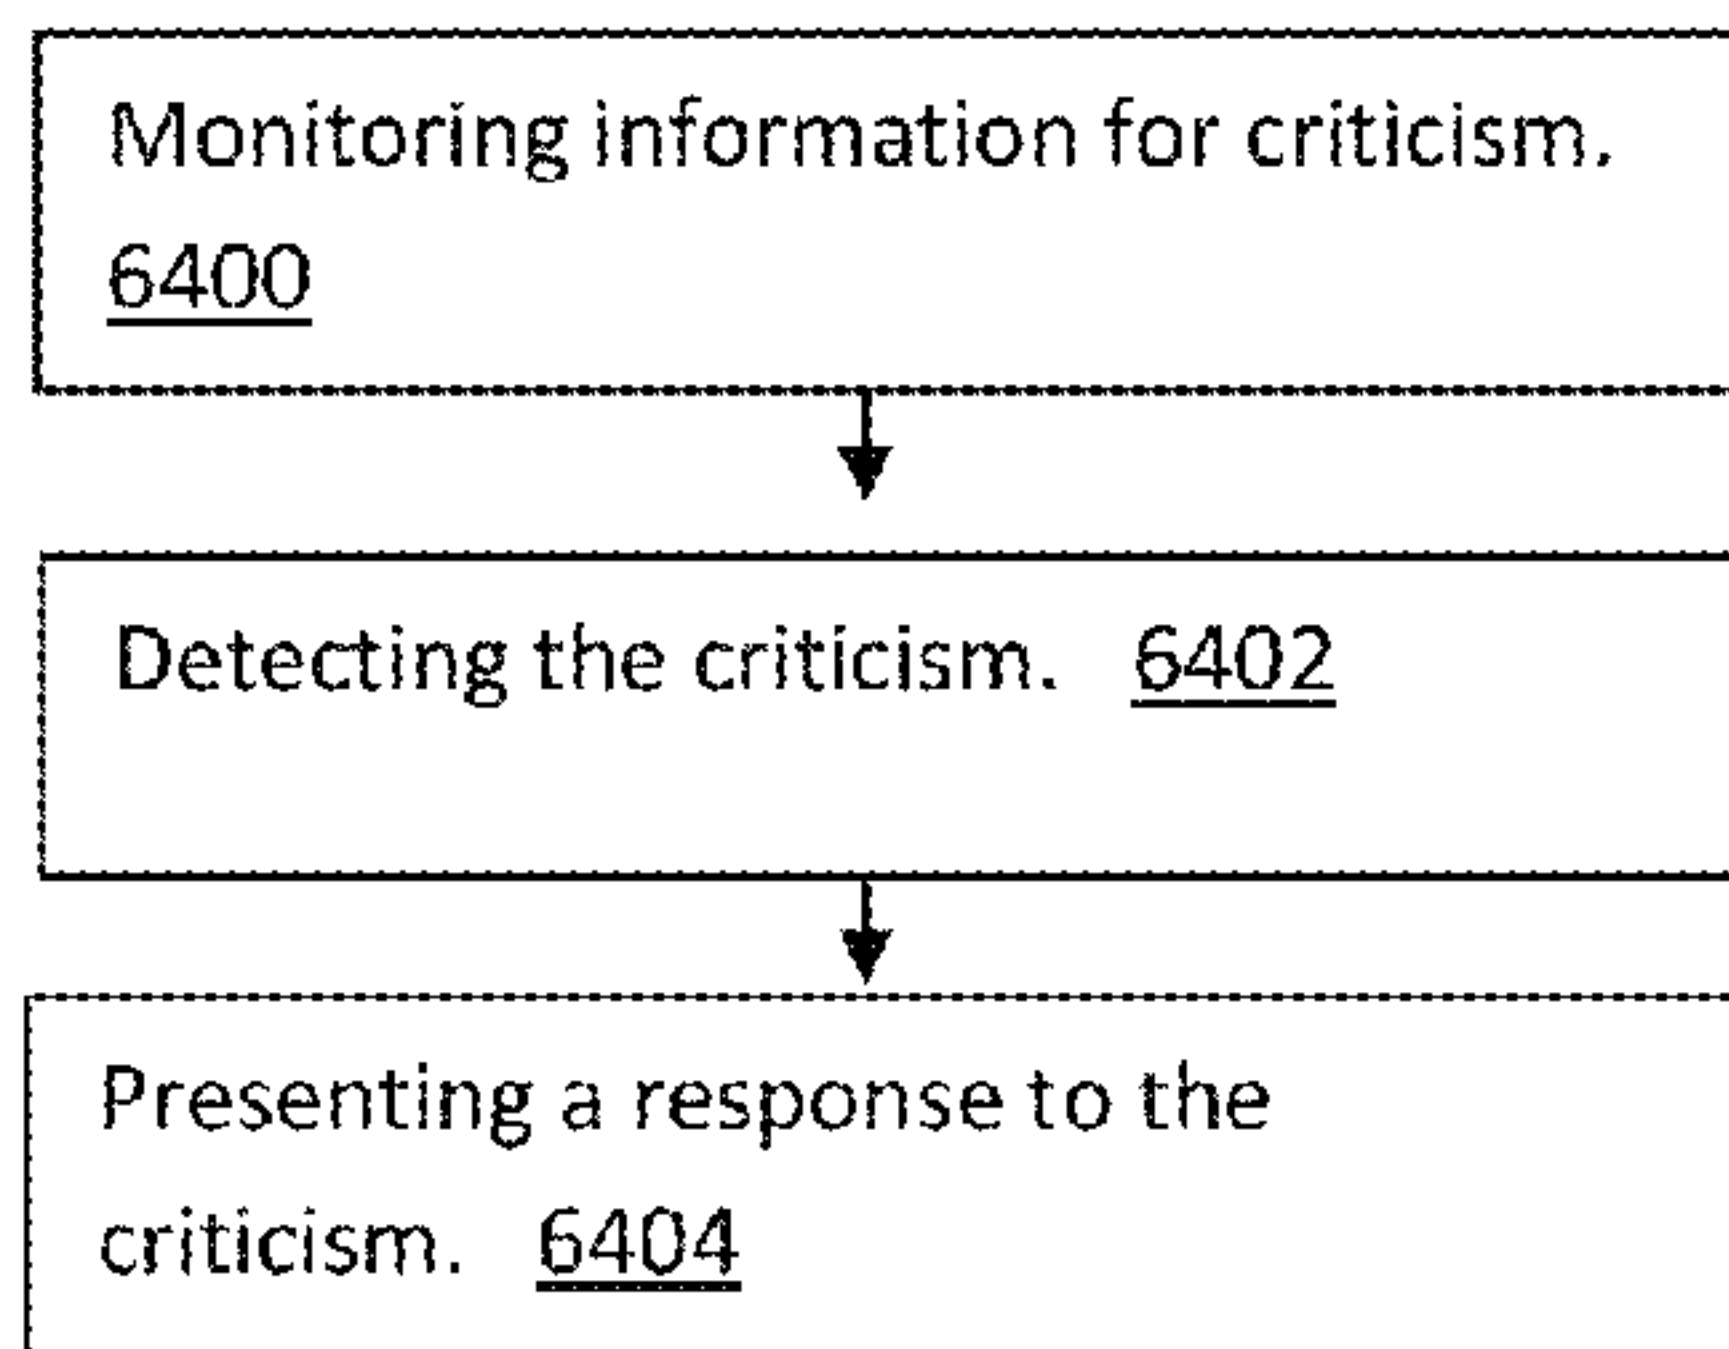 Monitoring information for criticism.
6400
Detecting the criticism. 6402
Presenting a response to the
criticism. 6404